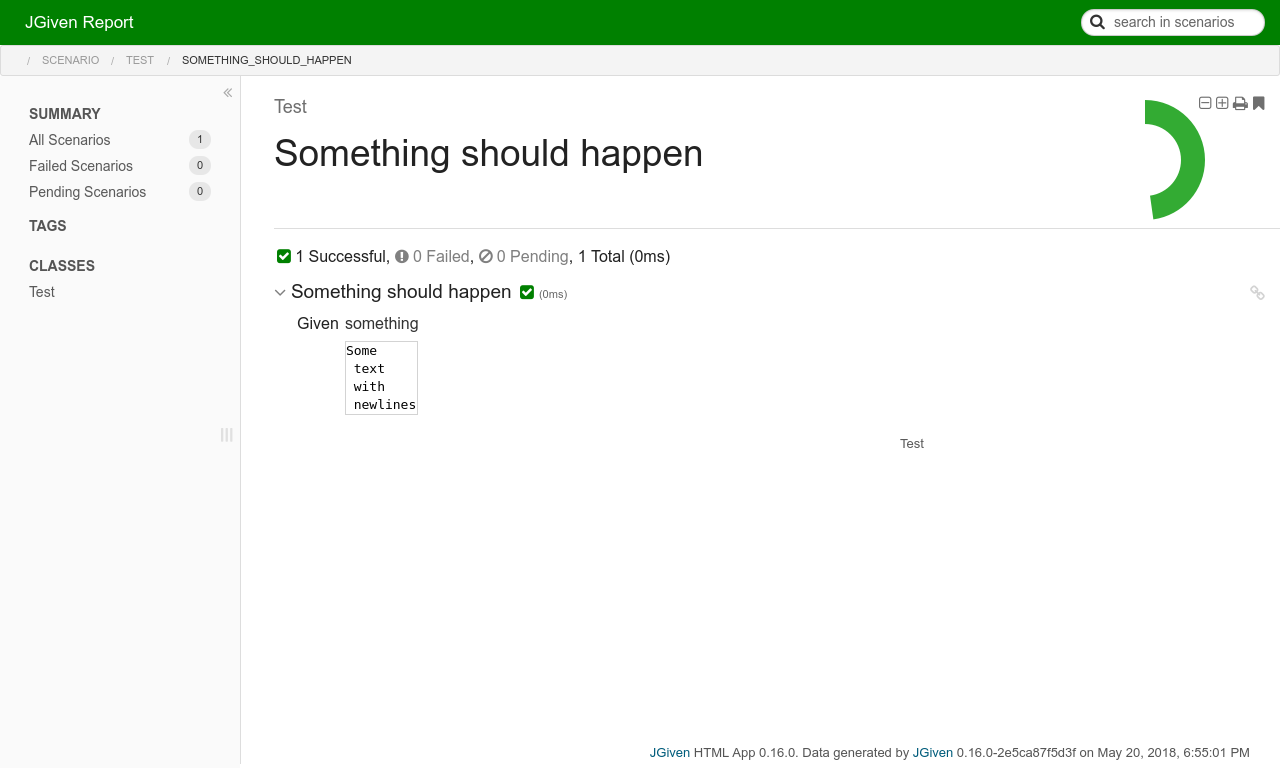 JGiven Report
search in scenarios
/ SCENARIO / TEST / SOMETHING_SHOULD_HAPPEN
SUMMARY
All Scenarios 1
Failed Scenarios 0
Pending Scenarios 0
TAGS
CLASSES
Test
Test
Something should happen
1 Successful, 0 Failed, 0 Pending, 1 Total (0ms)
Something should happen (0ms)
Given something
Some
text
with
newlines
Test
JGiven HTML App 0.16.0. Data generated by JGiven 0.16.0-2e5ca87f5d3f on May 20, 2018, 6:55:01 PM